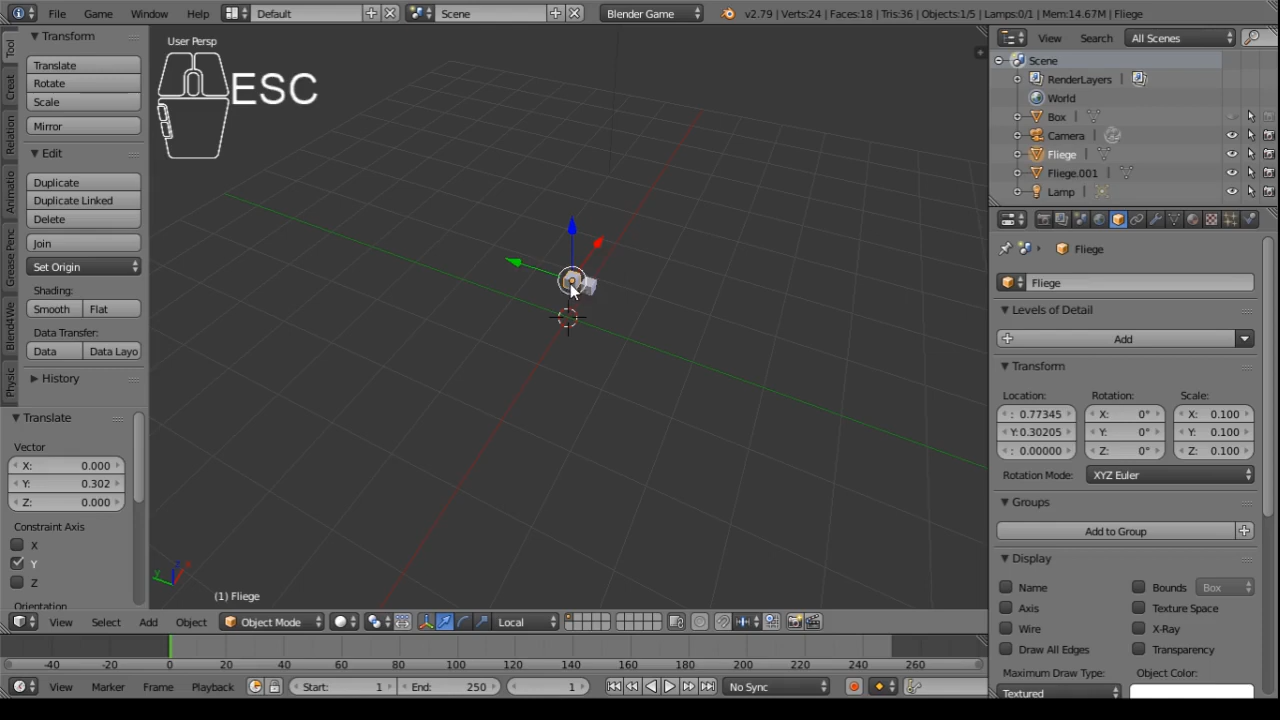 File Game Window Help Default Scene Blender Game v2.79 | Verts:24 | Faces:18 | Tris:36 | Objects:1/5 | Lamps:0/1 | Mem:14.67M | Fliege
Tool
Creat
Relation
Animatio
Grease Penc
Blend4We
Physic
Transform
Translate
Rotate
Scale
Mirror
Edit
Duplicate
Duplicate Linked
Delete
Join
Set Origin
Shading:
Smooth Flat
Data Transfer:
Data Data Layo
History
Translate
Vector
X: 0.000
Y: 0.302
Z: 0.000
Constraint Axis
X
Y
Z
Orientation
User Persp
ESC
(1) Fliege
View Select Add Object Object Mode Local
-40 -20 0 20 40 60 80 100 120 140 160 180 200 220 240 260
View Marker Frame Playback Start: 1 End: 250 1 No Sync
View Search All Scenes
Scene
RenderLayers
World
Box
Camera
Fliege
Fliege.001
Lamp
Fliege
Fliege
Levels of Detail
Add
Transform
Location: Rotation: Scale:
: 0.77345 X: 0° X: 0.100
Y: 0.30205 Y: 0° Y: 0.100
: 0.00000 Z: 0° Z: 0.100
Rotation Mode: XYZ Euler
Groups
Add to Group
Display
Name Bounds Box
Axis Texture Space
Wire X-Ray
Draw All Edges Transparency
Maximum Draw Type: Object Color:
Textured